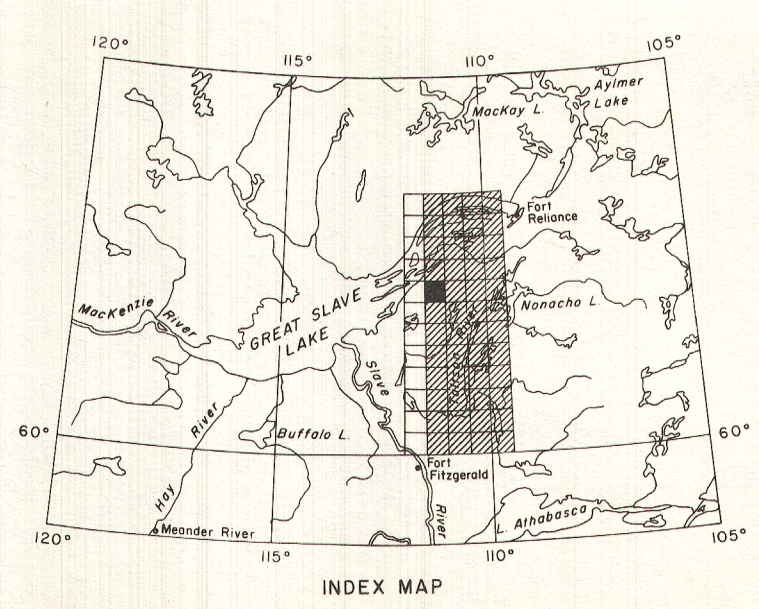 120°
115°
110°
105°
Aylmer
Lake
MacKay L.
Fort
Reliance
MacKenzie
River
GREAT SLAVE
LAKE
Nonacho L.
Slave
River
60°
60°
Buffalo L.
River
Hay
Fort
Fitzgerald
River
L. Athabasca
Meander River
120°
115°
110°
105°
INDEX MAP